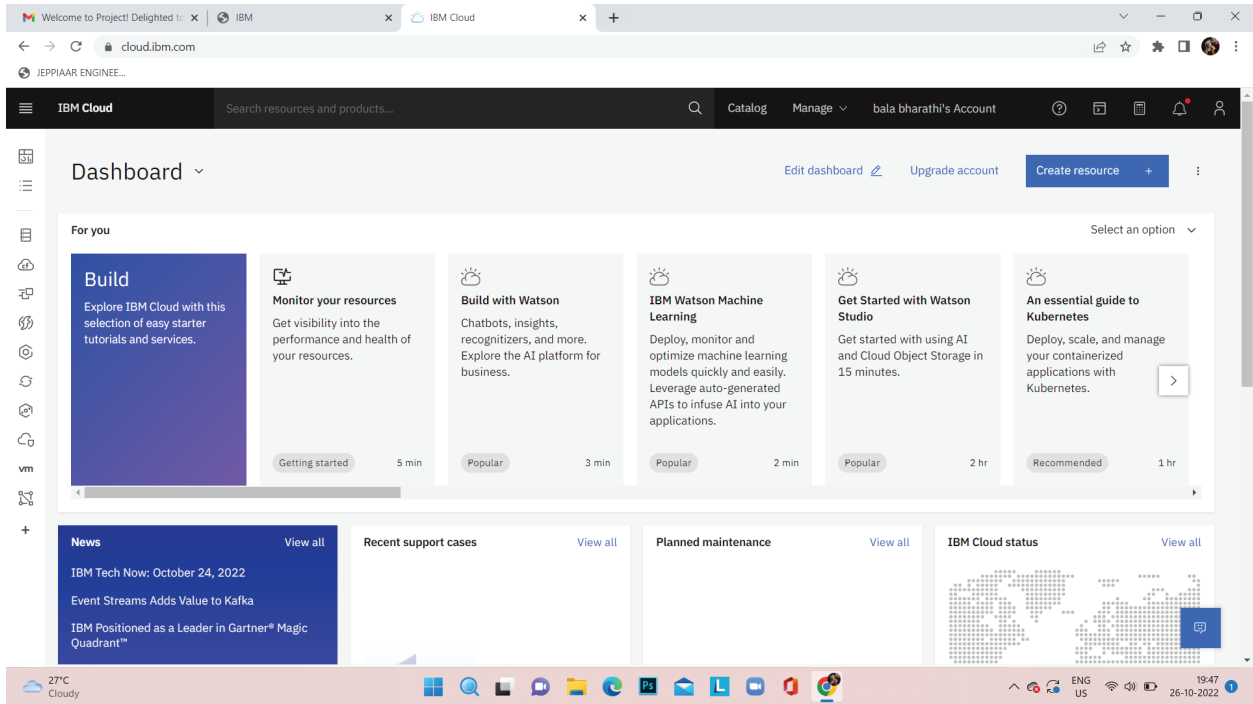 Welcome to Project! Delighted to
IBM
IBM Cloud
cloud.ibm.com
JEPPIAAR ENGINEE...
IBM Cloud
Search resources and products...
Catalog
Manage
bala bharathi's Account
Dashboard
Edit dashboard
Upgrade account
Create resource +
For you
Select an option
Build
Explore IBM Cloud with this
selection of easy starter
tutorials and services.
Monitor your resources
Get visibility into the
performance and health of
your resources.
Getting started
5 min
Build with Watson
Chatbots, insights,
recognizers, and more.
Explore the AI platform for
business.
Popular
3 min
IBM Watson Machine
Learning
Deploy, monitor and
optimize machine learning
models quickly and easily.
Leverage auto-generated
APIs to infuse AI into your
applications.
Popular
2 min
Get Started with Watson
Studio
Get started with using AI
and Cloud Object Storage in
15 minutes.
Popular
2 hr
An essential guide to
Kubernetes
Deploy, scale, and manage
your containerized
applications with
Kubernetes.
Recommended
1 hr
vm
News
View all
IBM Tech Now: October 24, 2022
Event Streams Adds Value to Kafka
IBM Positioned as a Leader in Gartner® Magic
Quadrant™
Recent support cases
View all
Planned maintenance
View all
IBM Cloud status
View all
27°C
Cloudy
Ps
L
ENG
US
19:47
26-10-2022
1